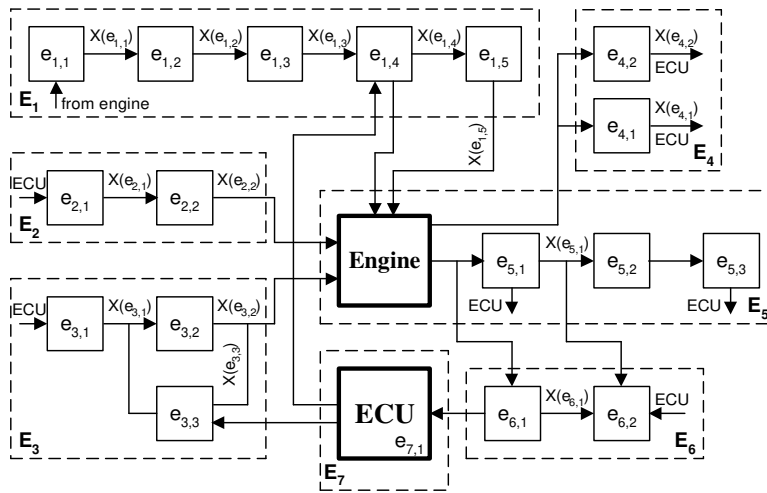 X(e1,1) X(e1,2) X(e1,3) X(e1,4)
e1,1 e1,2 e1,3 e1,4 e1,5
E1 from engine
X(e1,5)
X(e4,2)
e4,2 ECU
X(e4,1)
e4,1 ECU
E4
ECU X(e2,1) X(e2,2)
e2,1 e2,2
E2
Engine
X(e5,1)
e5,1 e5,2 e5,3
ECU ECU
E5
ECU X(e3,1) X(e3,2)
e3,1 e3,2
X(e3,3)
e3,3
E3
ECU
e7,1
E7
X(e6,1) ECU
e6,1 e6,2
E6